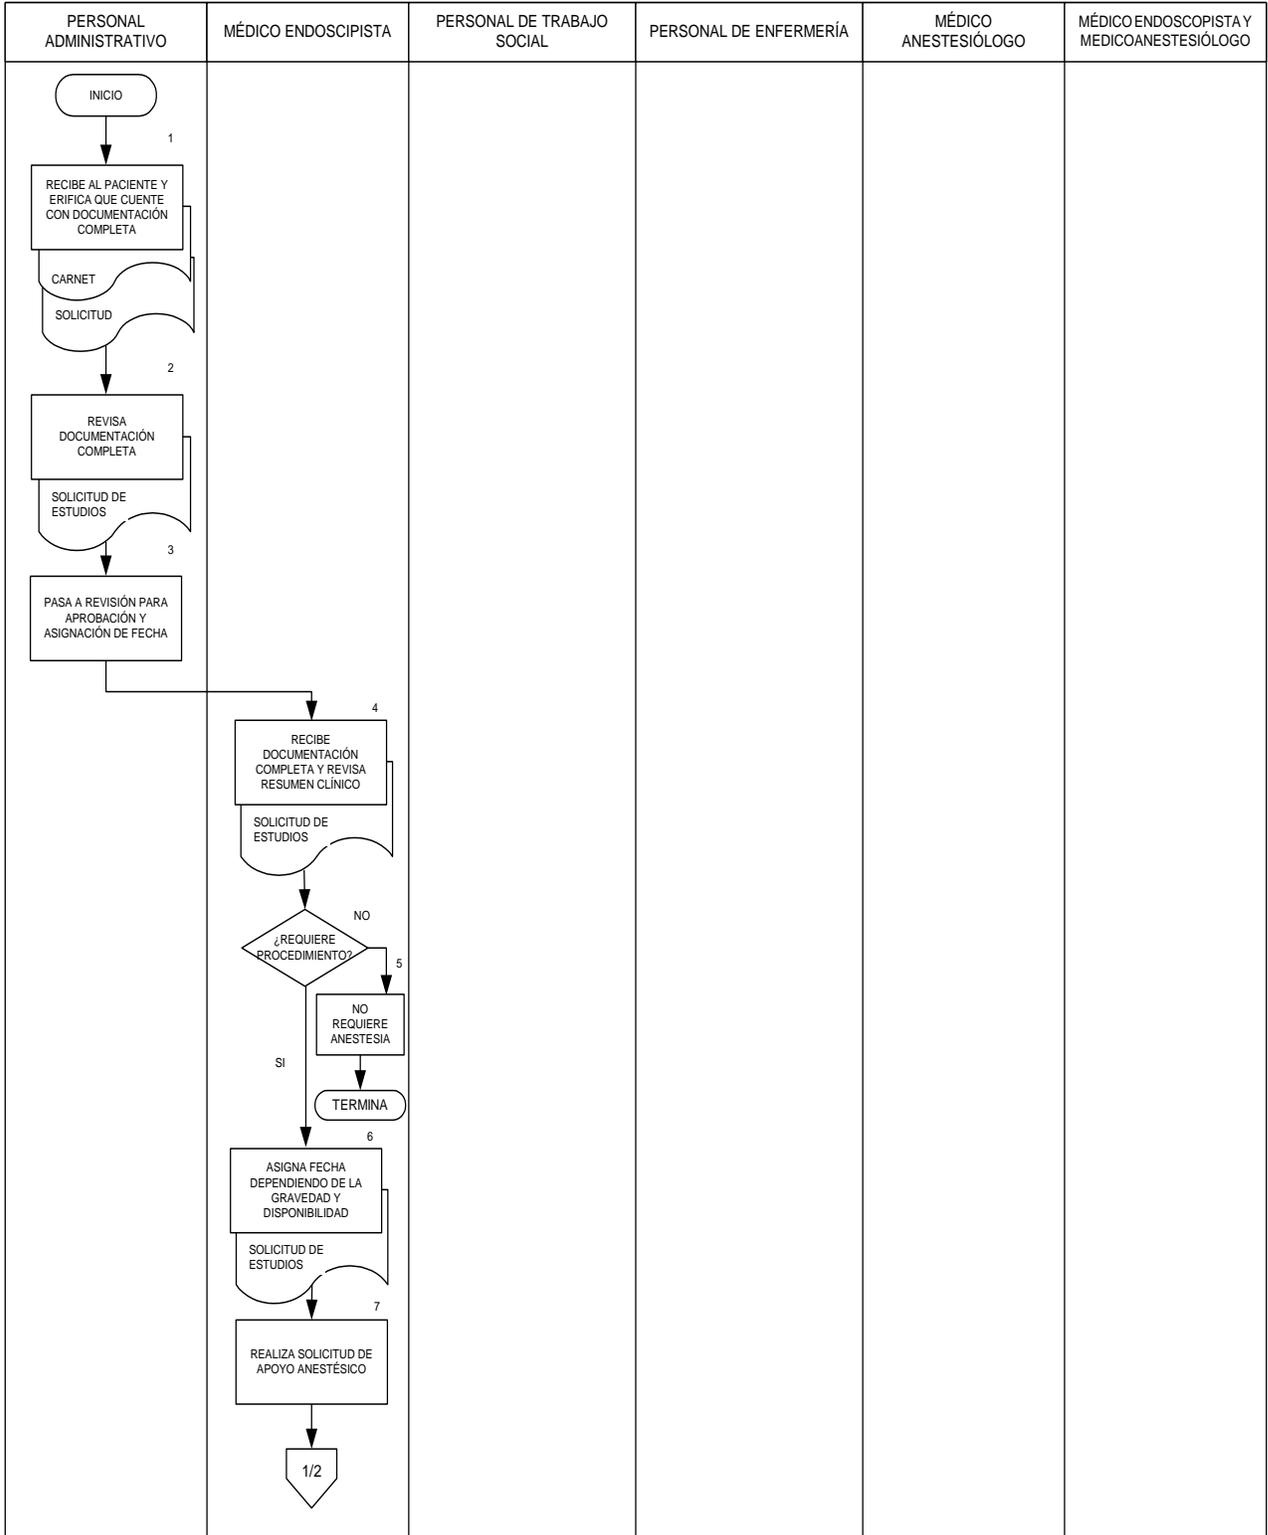 PERSONAL
ADMINISTRATIVO
MÉDICO ENDOSCIPISTA
PERSONAL DE TRABAJO
SOCIAL
PERSONAL DE ENFERMERÍA
MÉDICO
ANESTESIÓLOGO
MÉDICO ENDOSCOPISTA Y
MEDICOANESTESIÓLOGO
INICIO
1
RECIBE AL PACIENTE Y
ERIFICA QUE CUENTE
CON DOCUMENTACIÓN
COMPLETA
CARNET
SOLICITUD
2
REVISA
DOCUMENTACIÓN
COMPLETA
SOLICITUD DE
ESTUDIOS
3
PASA A REVISIÓN PARA
APROBACIÓN Y
ASIGNACIÓN DE FECHA
4
RECIBE
DOCUMENTACIÓN
COMPLETA Y REVISA
RESUMEN CLÍNICO
SOLICITUD DE
ESTUDIOS
NO
¿REQUIERE
PROCEDIMIENTO?
5
NO
REQUIERE
ANESTESIA
SI
TERMINA
6
ASIGNA FECHA
DEPENDIENDO DE LA
GRAVEDAD Y
DISPONIBILIDAD
SOLICITUD DE
ESTUDIOS
7
REALIZA SOLICITUD DE
APOYO ANESTÉSICO
1/2